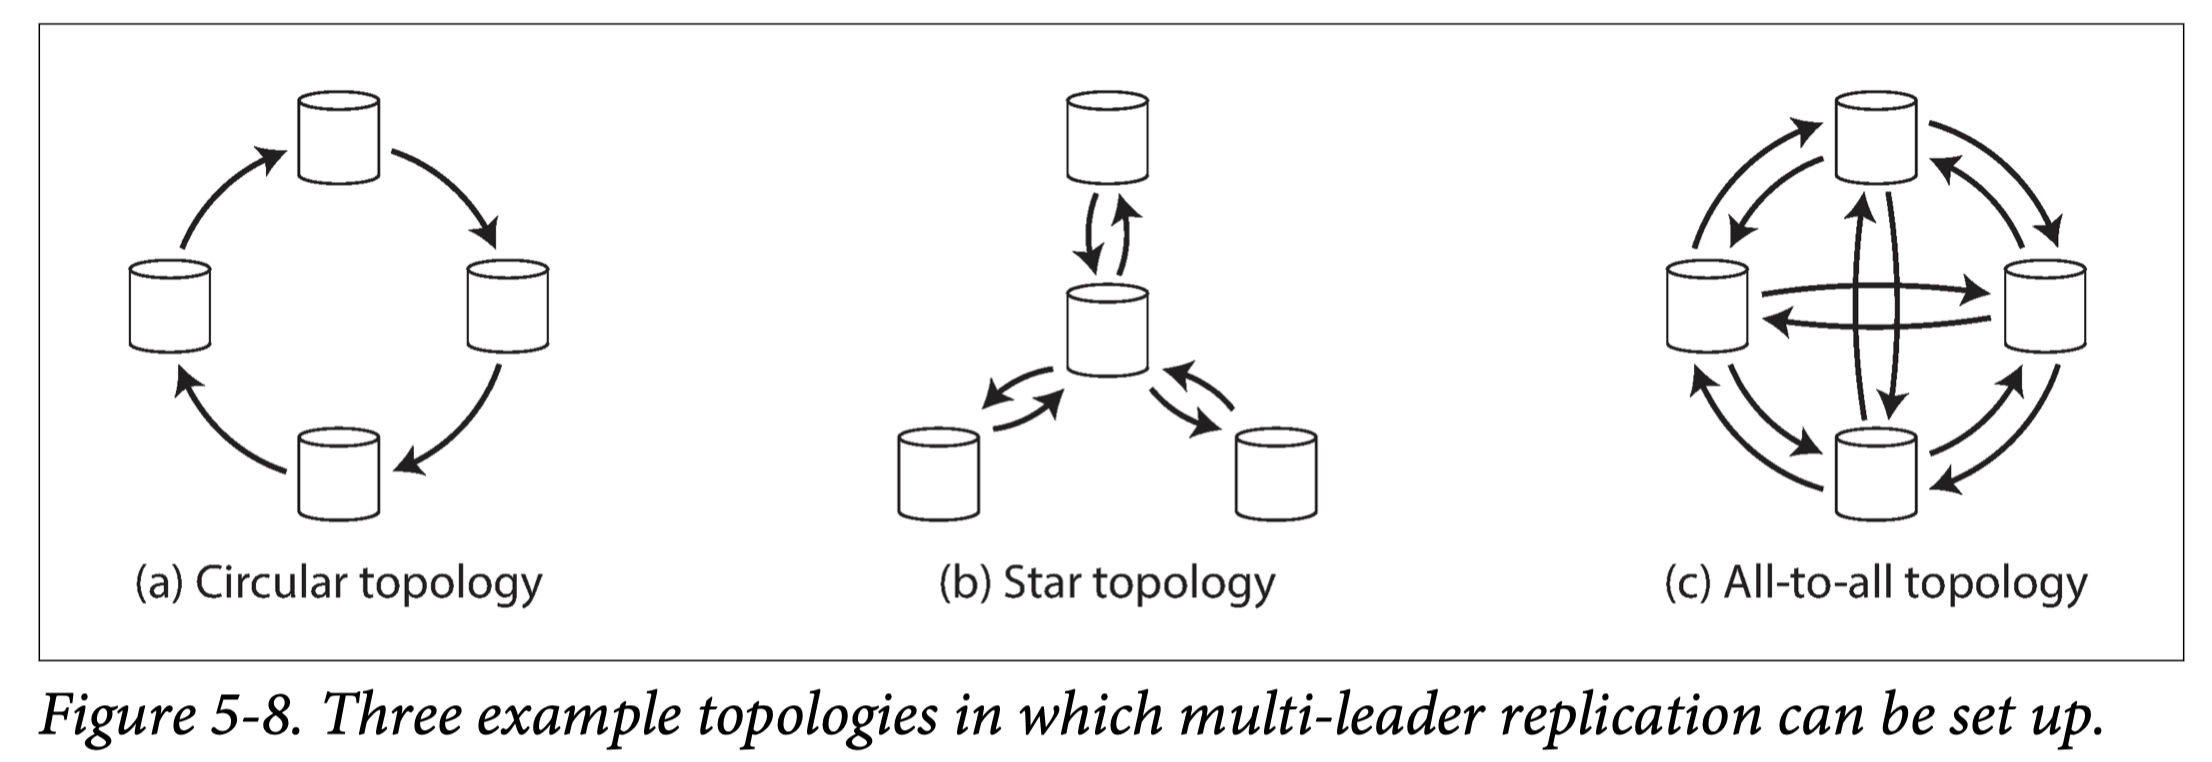 (a) Circular topology
(b) Star topology
(c) All-to-all topology
Figure 5-8. Three example topologies in which multi-leader replication can be set up.